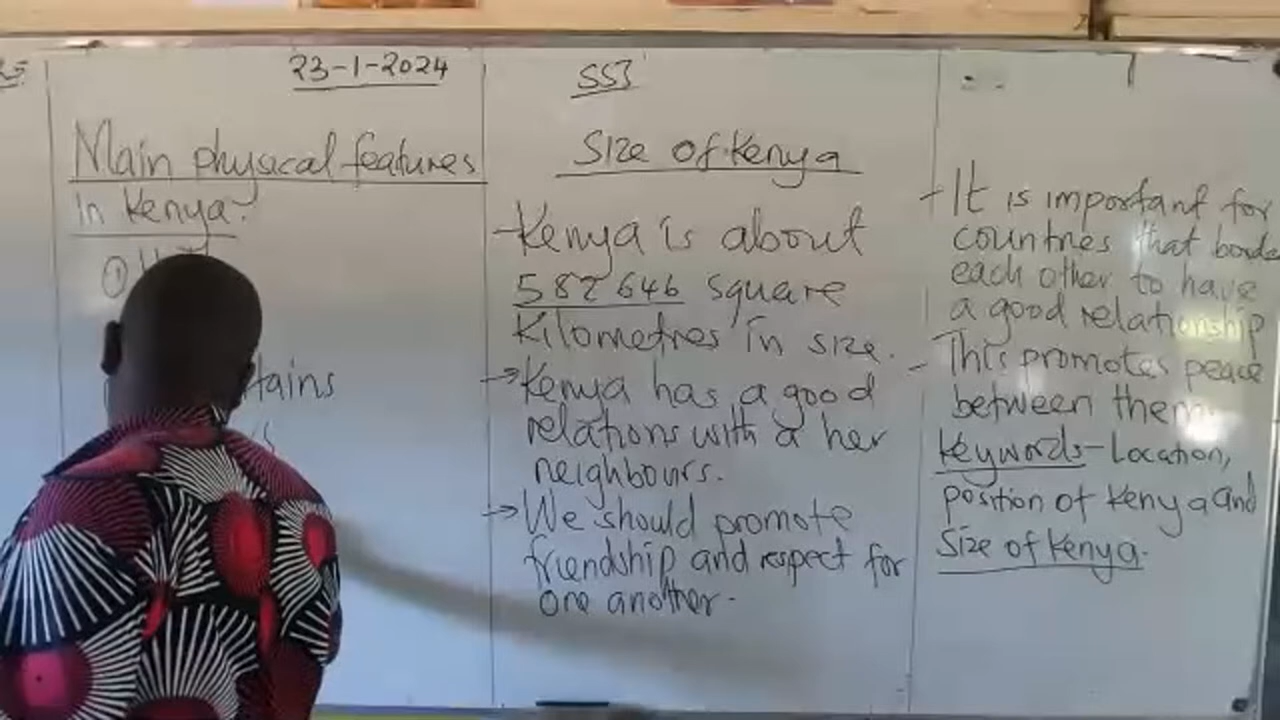 23-1-2024
Main physical features
in Kenya?
①
tains
SS3
Size of Kenya
-Kenya is about
582 646 square
Kilometres in size.
→Kenya has a good
relations with a her
neighbours.
→We should promote
friendship and respect for
one another.
-It is important for
countries that borde
each other to have
a good relationship
- This promotes peace
between them
Keywords-Location,
position of Kenya and
Size of Kenya.